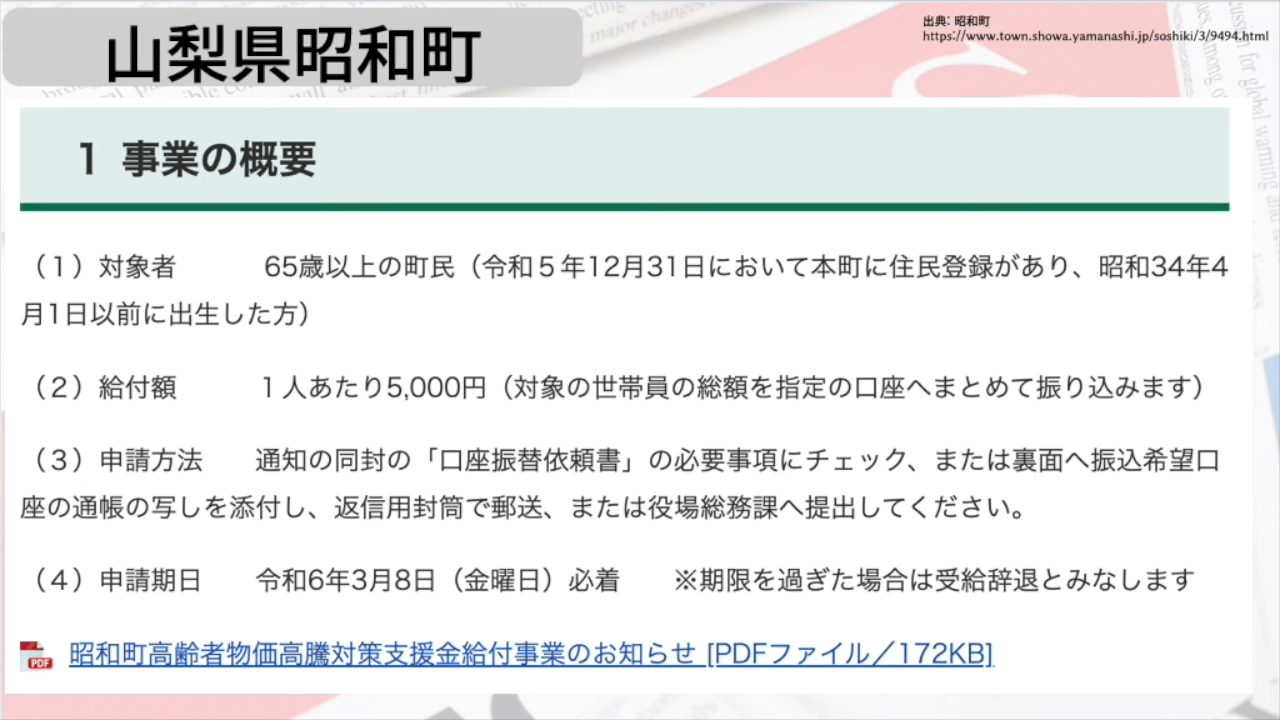 山梨県昭和町
出典: 昭和町
https://www.town.showa.yamanashi.jp/soshiki/3/9494.html
1 事業の概要
（1）対象者　　　65歳以上の町民（令和５年12月31日において本町に住民登録があり、昭和34年4
月1日以前に出生した方）
（2）給付額　　　１人あたり5,000円（対象の世帯員の総額を指定の口座へまとめて振り込みます）
（3）申請方法　　通知の同封の「口座振替依頼書」の必要事項にチェック、または裏面へ振込希望口
座の通帳の写しを添付し、返信用封筒で郵送、または役場総務課へ提出してください。
（4）申請期日　　令和6年3月8日（金曜日）必着　　※期限を過ぎた場合は受給辞退とみなします
PDF 昭和町高齢者物価高騰対策支援金給付事業のお知らせ [PDFファイル／172KB]